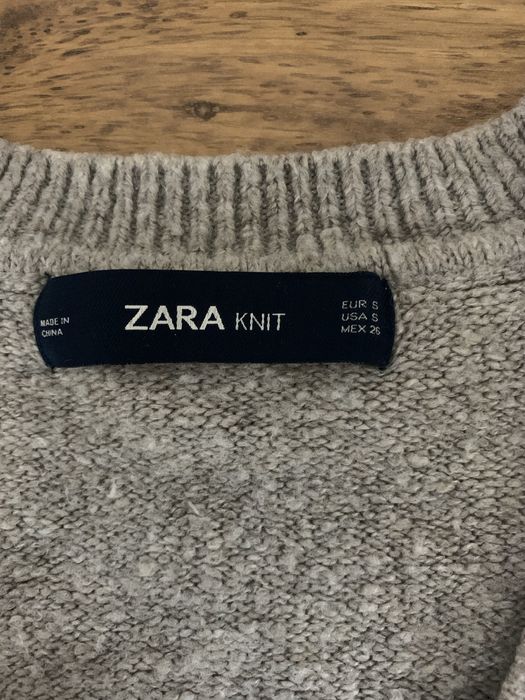 MADE IN
CHINA
ZARA KNIT
EUR S
USA S
MEX 26